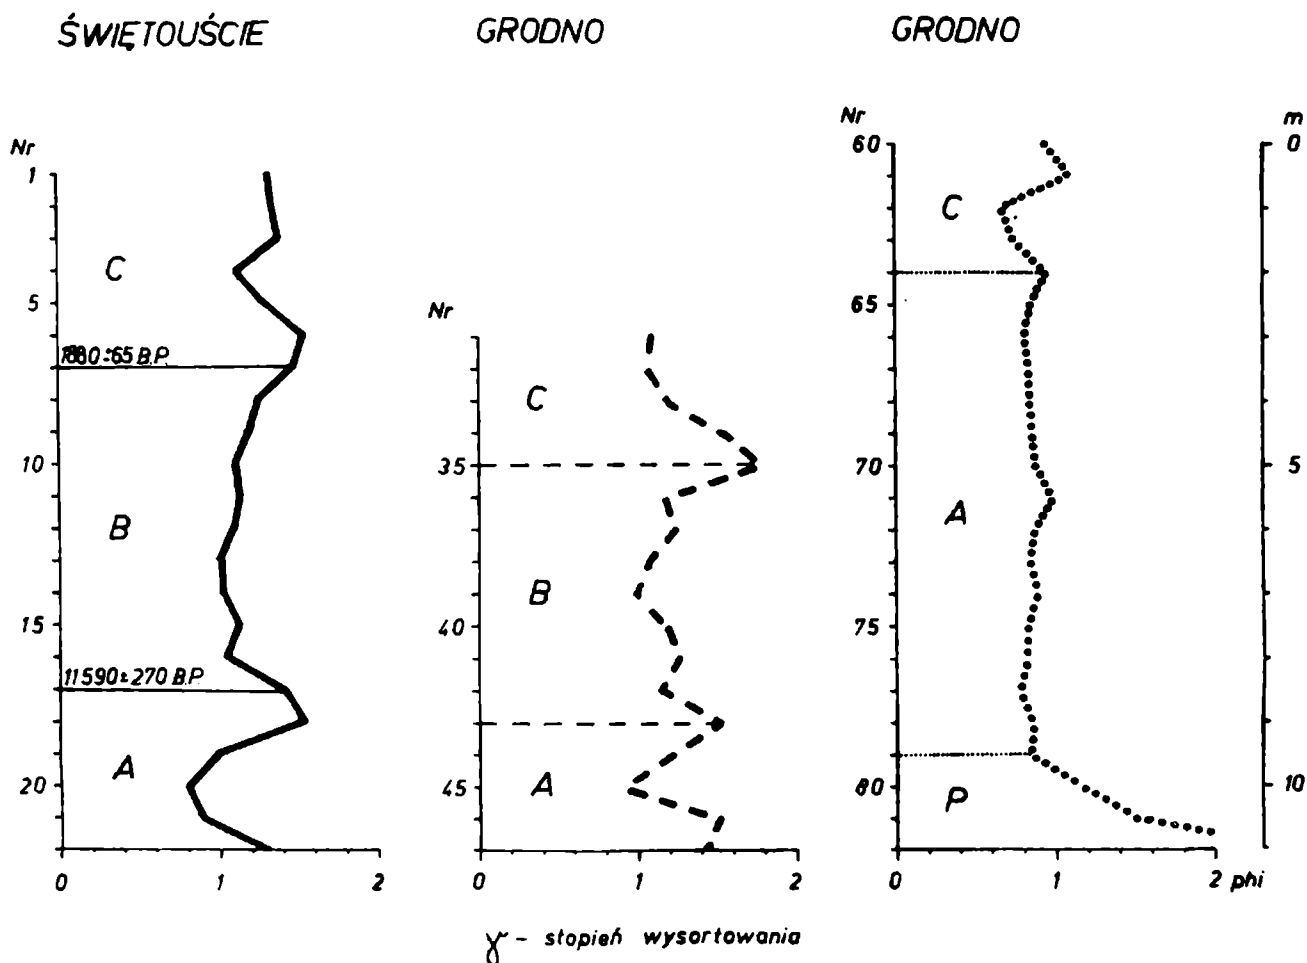 ŚWIĘTOUŚCIE
GRODNO
GRODNO
Nr
1
C
5
1880±65 B.P.
10
B
15
11590±270 B.P.
A
20
0 1 2
Nr
C
35
B
40
A
45
0 1 2
Nr m
60 0
C
65
70 5
A
75
80 10
P
0 1 2 phi
γ - stopień wysortowania